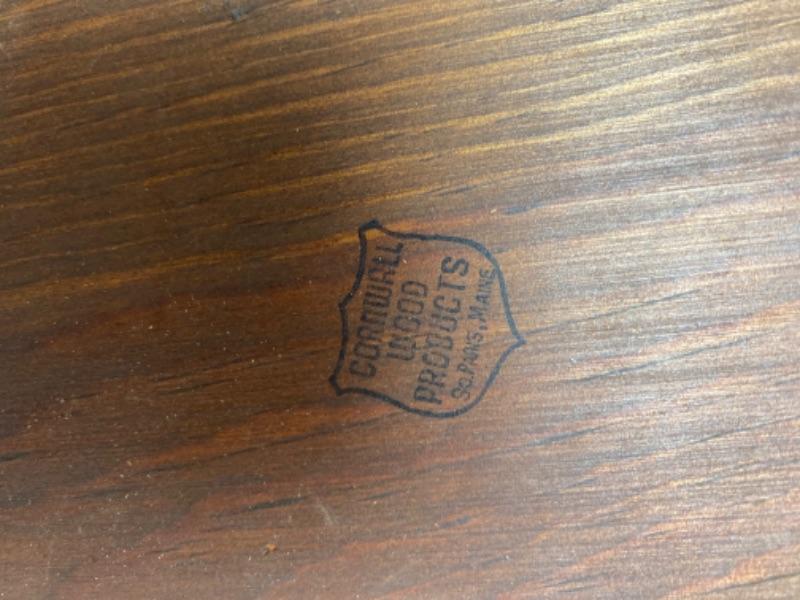 CORNWALL
WOOD
PRODUCTS
So. PARIS, MAINE